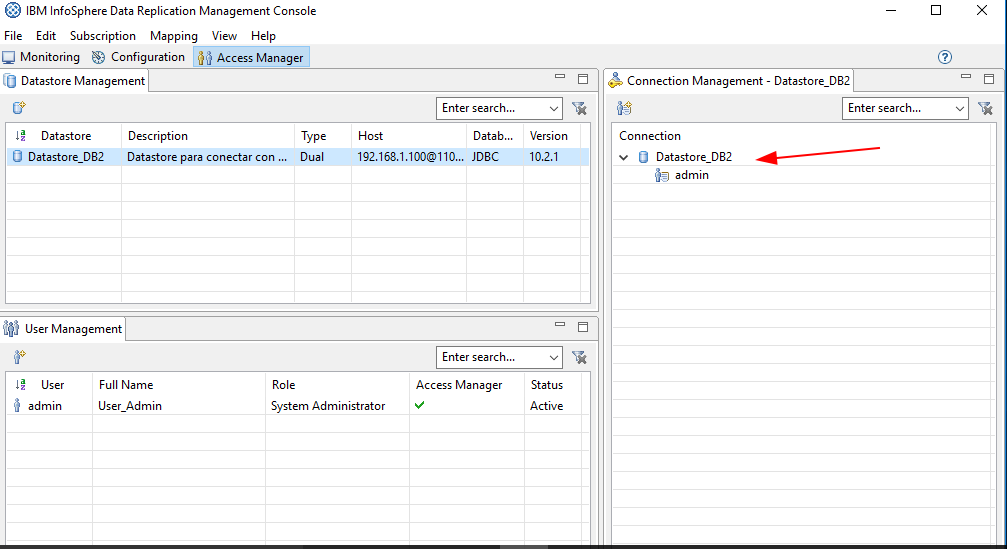 IBM InfoSphere Data Replication Management Console
File Edit Subscription Mapping View Help
Monitoring Configuration Access Manager
Datastore Management
Enter search...
Datastore Description Type Host Datab... Version
Datastore_DB2 Datastore para conectar con ... Dual 192.168.1.100@110... JDBC 10.2.1
User Management
Enter search...
User Full Name Role Access Manager Status
admin User_Admin System Administrator Active
Connection Management - Datastore_DB2
Enter search...
Connection
Datastore_DB2
admin